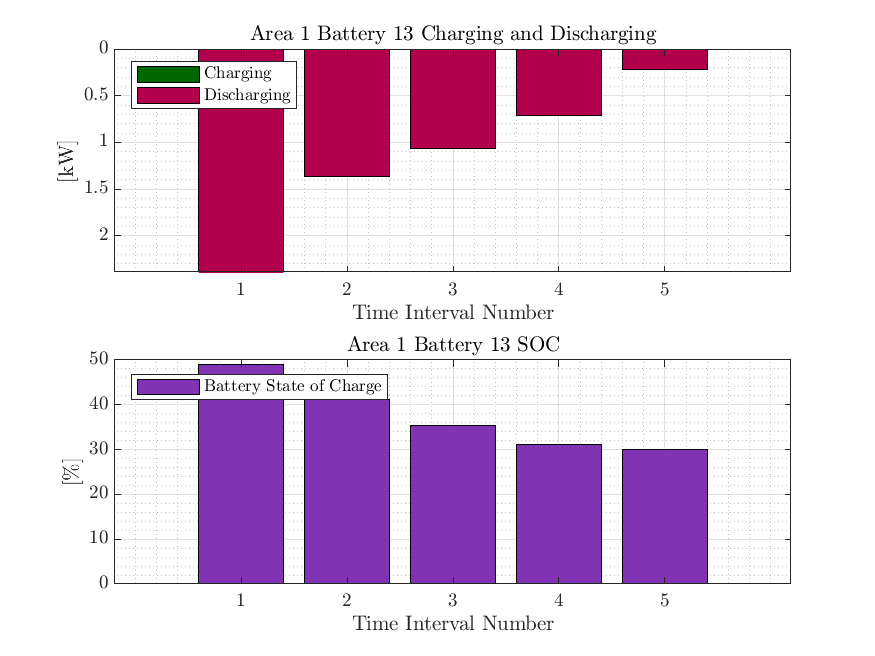 Area 1 Battery 13 Charging and Discharging
0
0.5
1
1.5
2
[kW]
Charging
Discharging
1 2 3 4 5
Time Interval Number
Area 1 Battery 13 SOC
50
40
30
20
10
0
[%]
Battery State of Charge
1 2 3 4 5
Time Interval Number